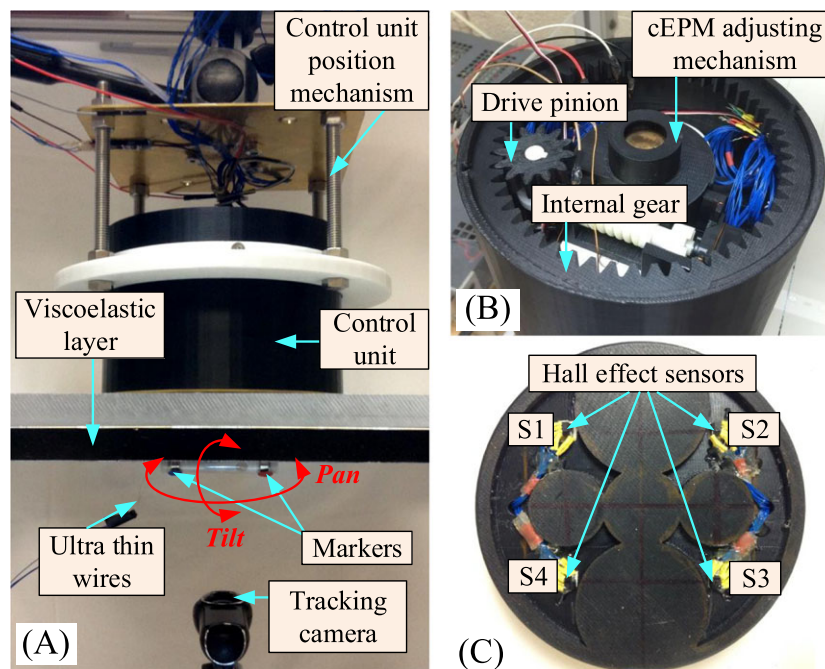 Control unit
position
mechanism
Viscoelastic
layer
Control
unit
Pan
Tilt
Ultra thin
wires
Markers
Tracking
camera
(A)
cEPM adjusting
mechanism
Drive pinion
Internal gear
(B)
Hall effect sensors
S1
S2
S4
S3
(C)